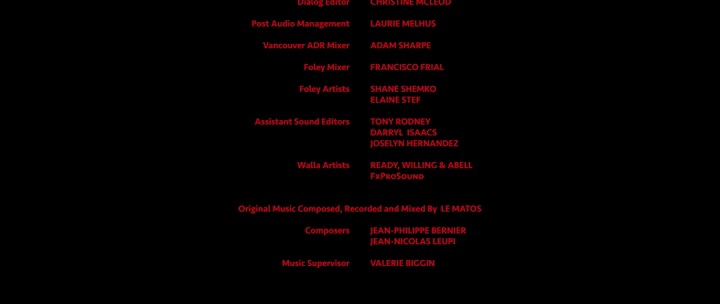 Dialog Editor CHRISTINE MCLEOD
Post Audio Management LAURIE MELHUS
Vancouver ADR Mixer ADAM SHARPE
Foley Mixer FRANCISCO FRIAL
Foley Artists SHANE SHEMKO
ELAINE STEF
Assistant Sound Editors TONY RODNEY
DARRYL ISAACS
JOSELYN HERNANDEZ
Walla Artists READY, WILLING & ABELL
FxProSound
Original Music Composed, Recorded and Mixed By LE MATOS
Composers JEAN-PHILIPPE BERNIER
JEAN-NICOLAS LEUPI
Music Supervisor VALERIE BIGGIN